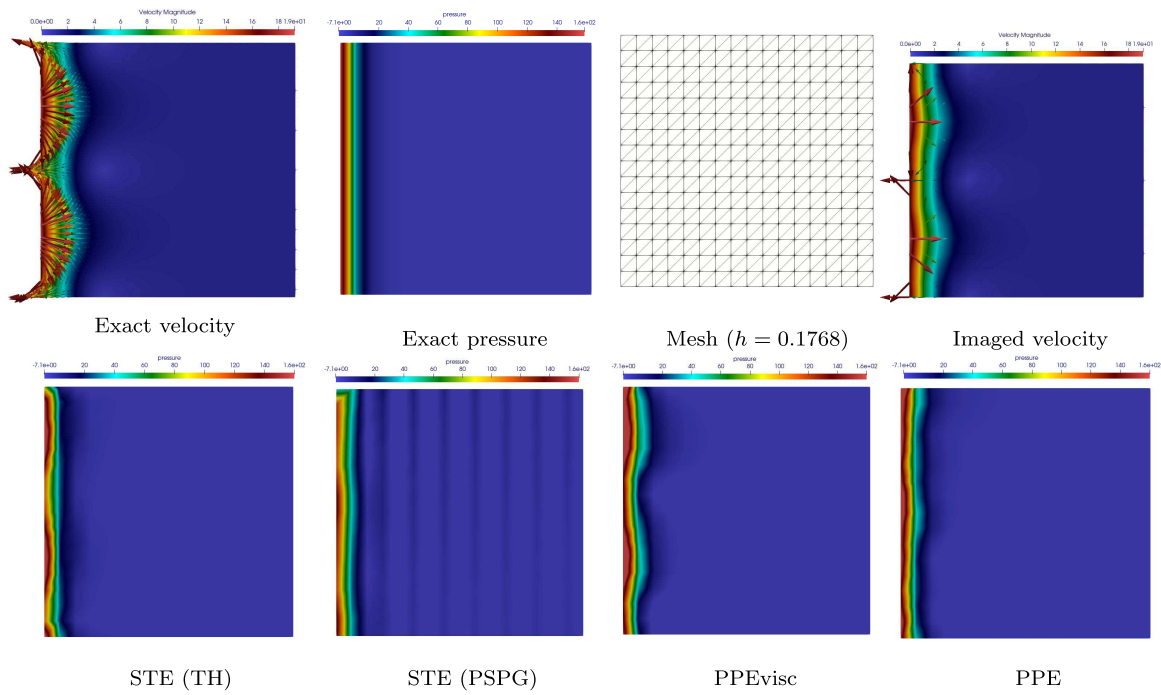 Velocity Magnitude
0.0e+00 2 4 6 8 10 12 14 16 18 1.9e+01
Exact velocity
pressure
-7.1e+00 20 40 60 80 100 120 140 1.6e+02
Exact pressure
Mesh (h = 0.1768)
Velocity Magnitude
0.0e+00 2 4 6 8 10 12 14 16 18 1.9e+01
Imaged velocity
pressure
-7.1e+00 20 40 60 80 100 120 140 1.6e+02
STE (TH)
pressure
-7.1e+00 20 40 60 80 100 120 140 1.6e+02
STE (PSPG)
pressure
-7.1e+00 20 40 60 80 100 120 140 1.6e+02
PPEvisc
pressure
-7.1e+00 20 40 60 80 100 120 140 1.6e+02
PPE